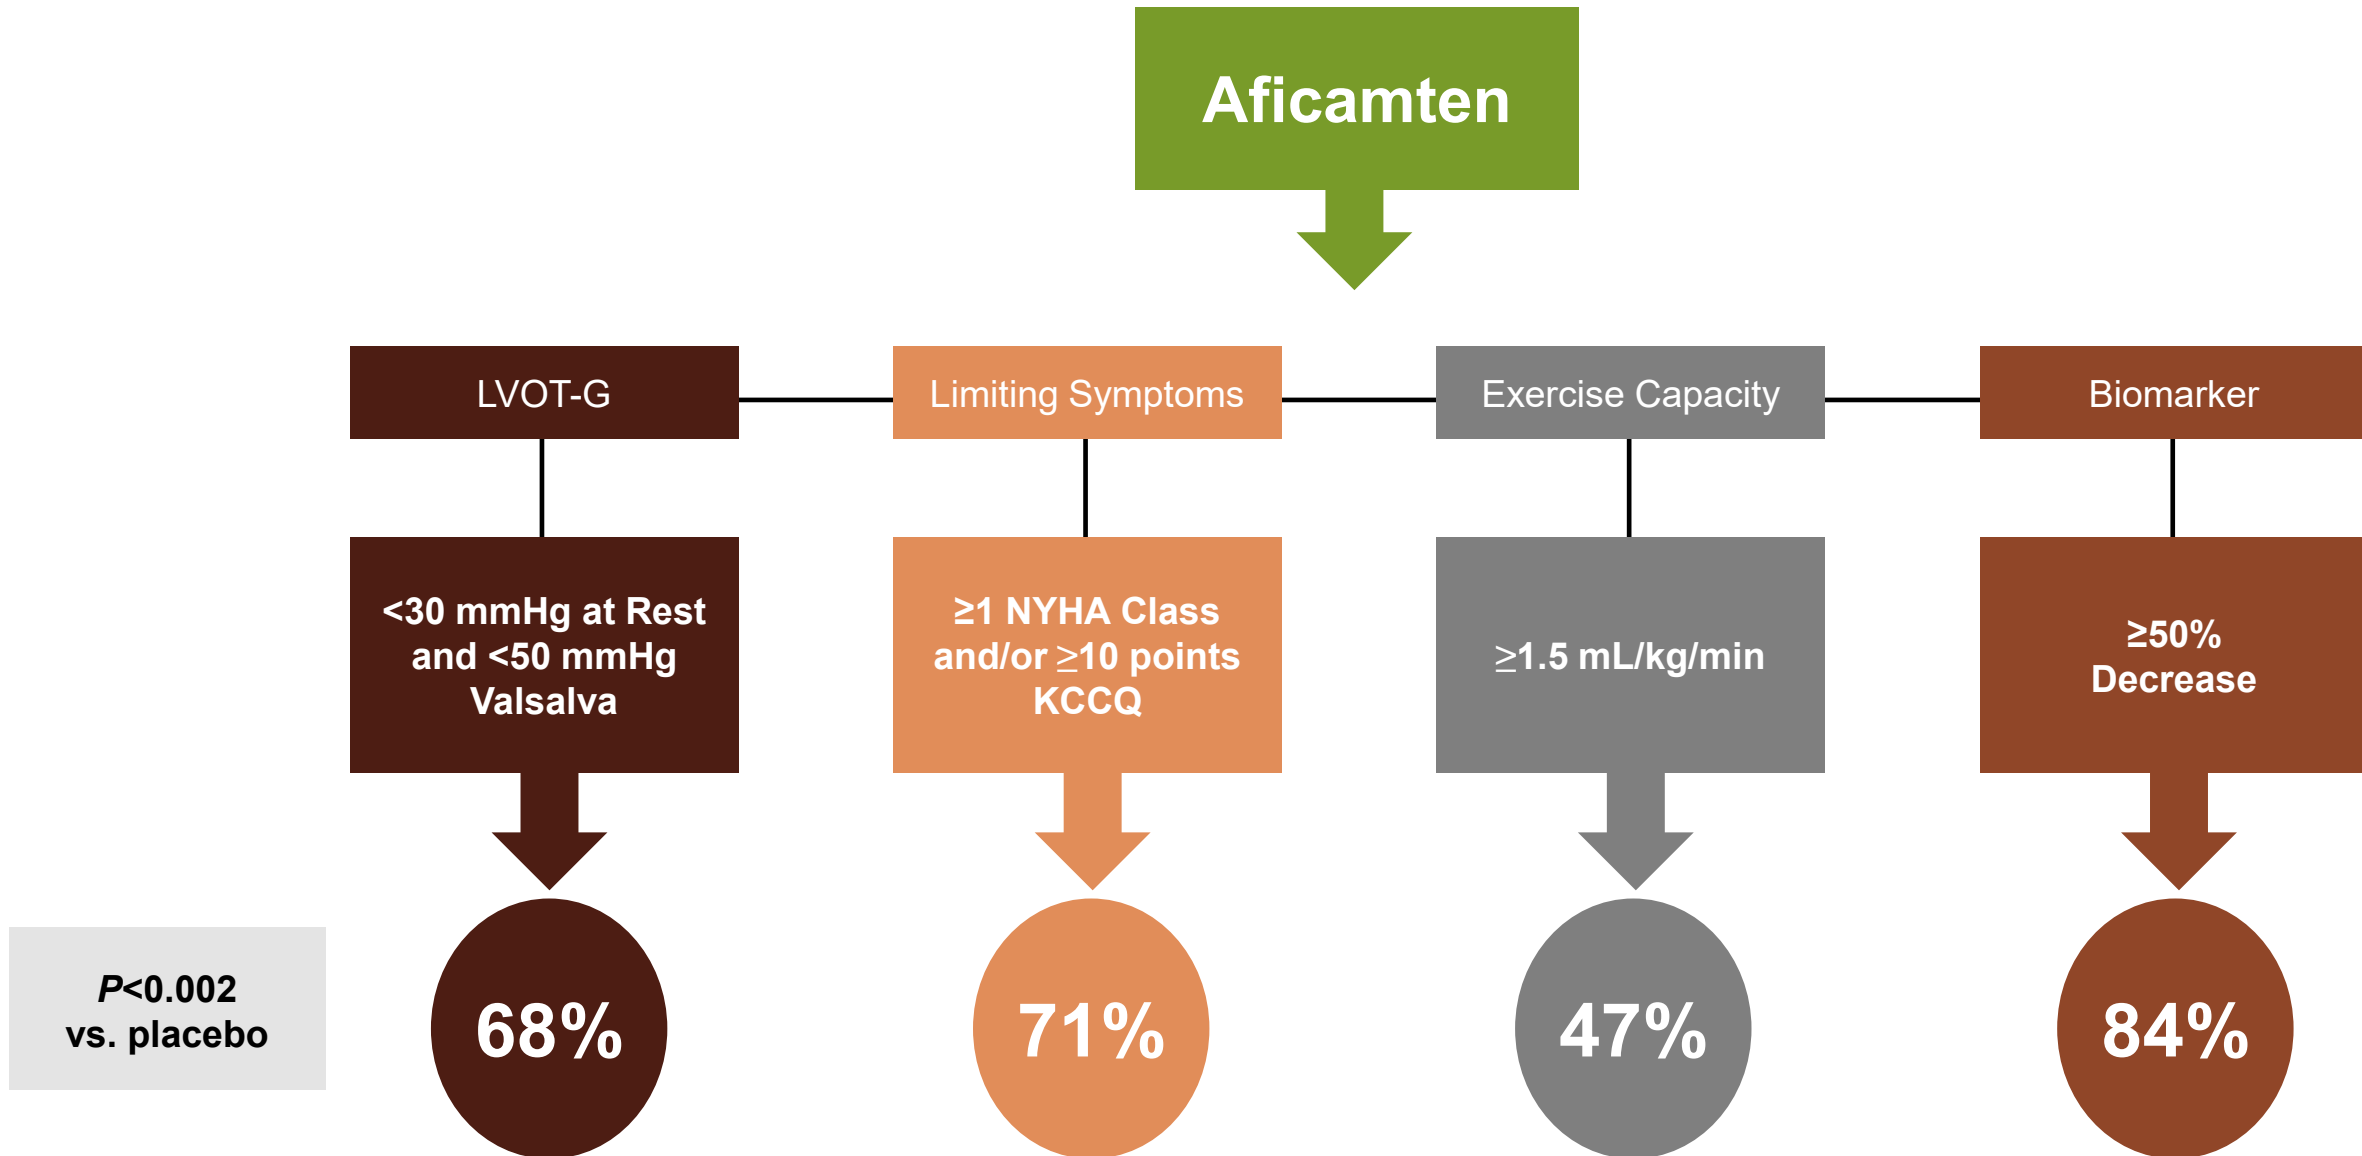 Aficamten
LVOT-G
Limiting Symptoms
Exercise Capacity
Biomarker
<30 mmHg at Rest
and <50 mmHg
Valsalva
≥1 NYHA Class
and/or ≥10 points
KCCQ
≥1.5 mL/kg/min
≥50%
Decrease
P<0.002
vs. placebo
68%
71%
47%
84%